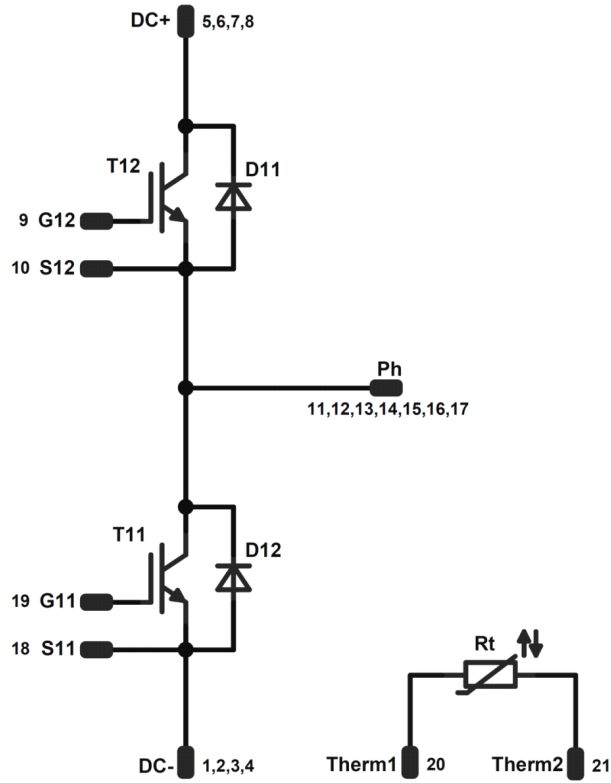 DC+ 5,6,7,8
T12
D11
9 G12
10 S12
Ph
11,12,13,14,15,16,17
T11
D12
19 G11
18 S11
Rt
DC- 1,2,3,4
Therm1 20
Therm2 21